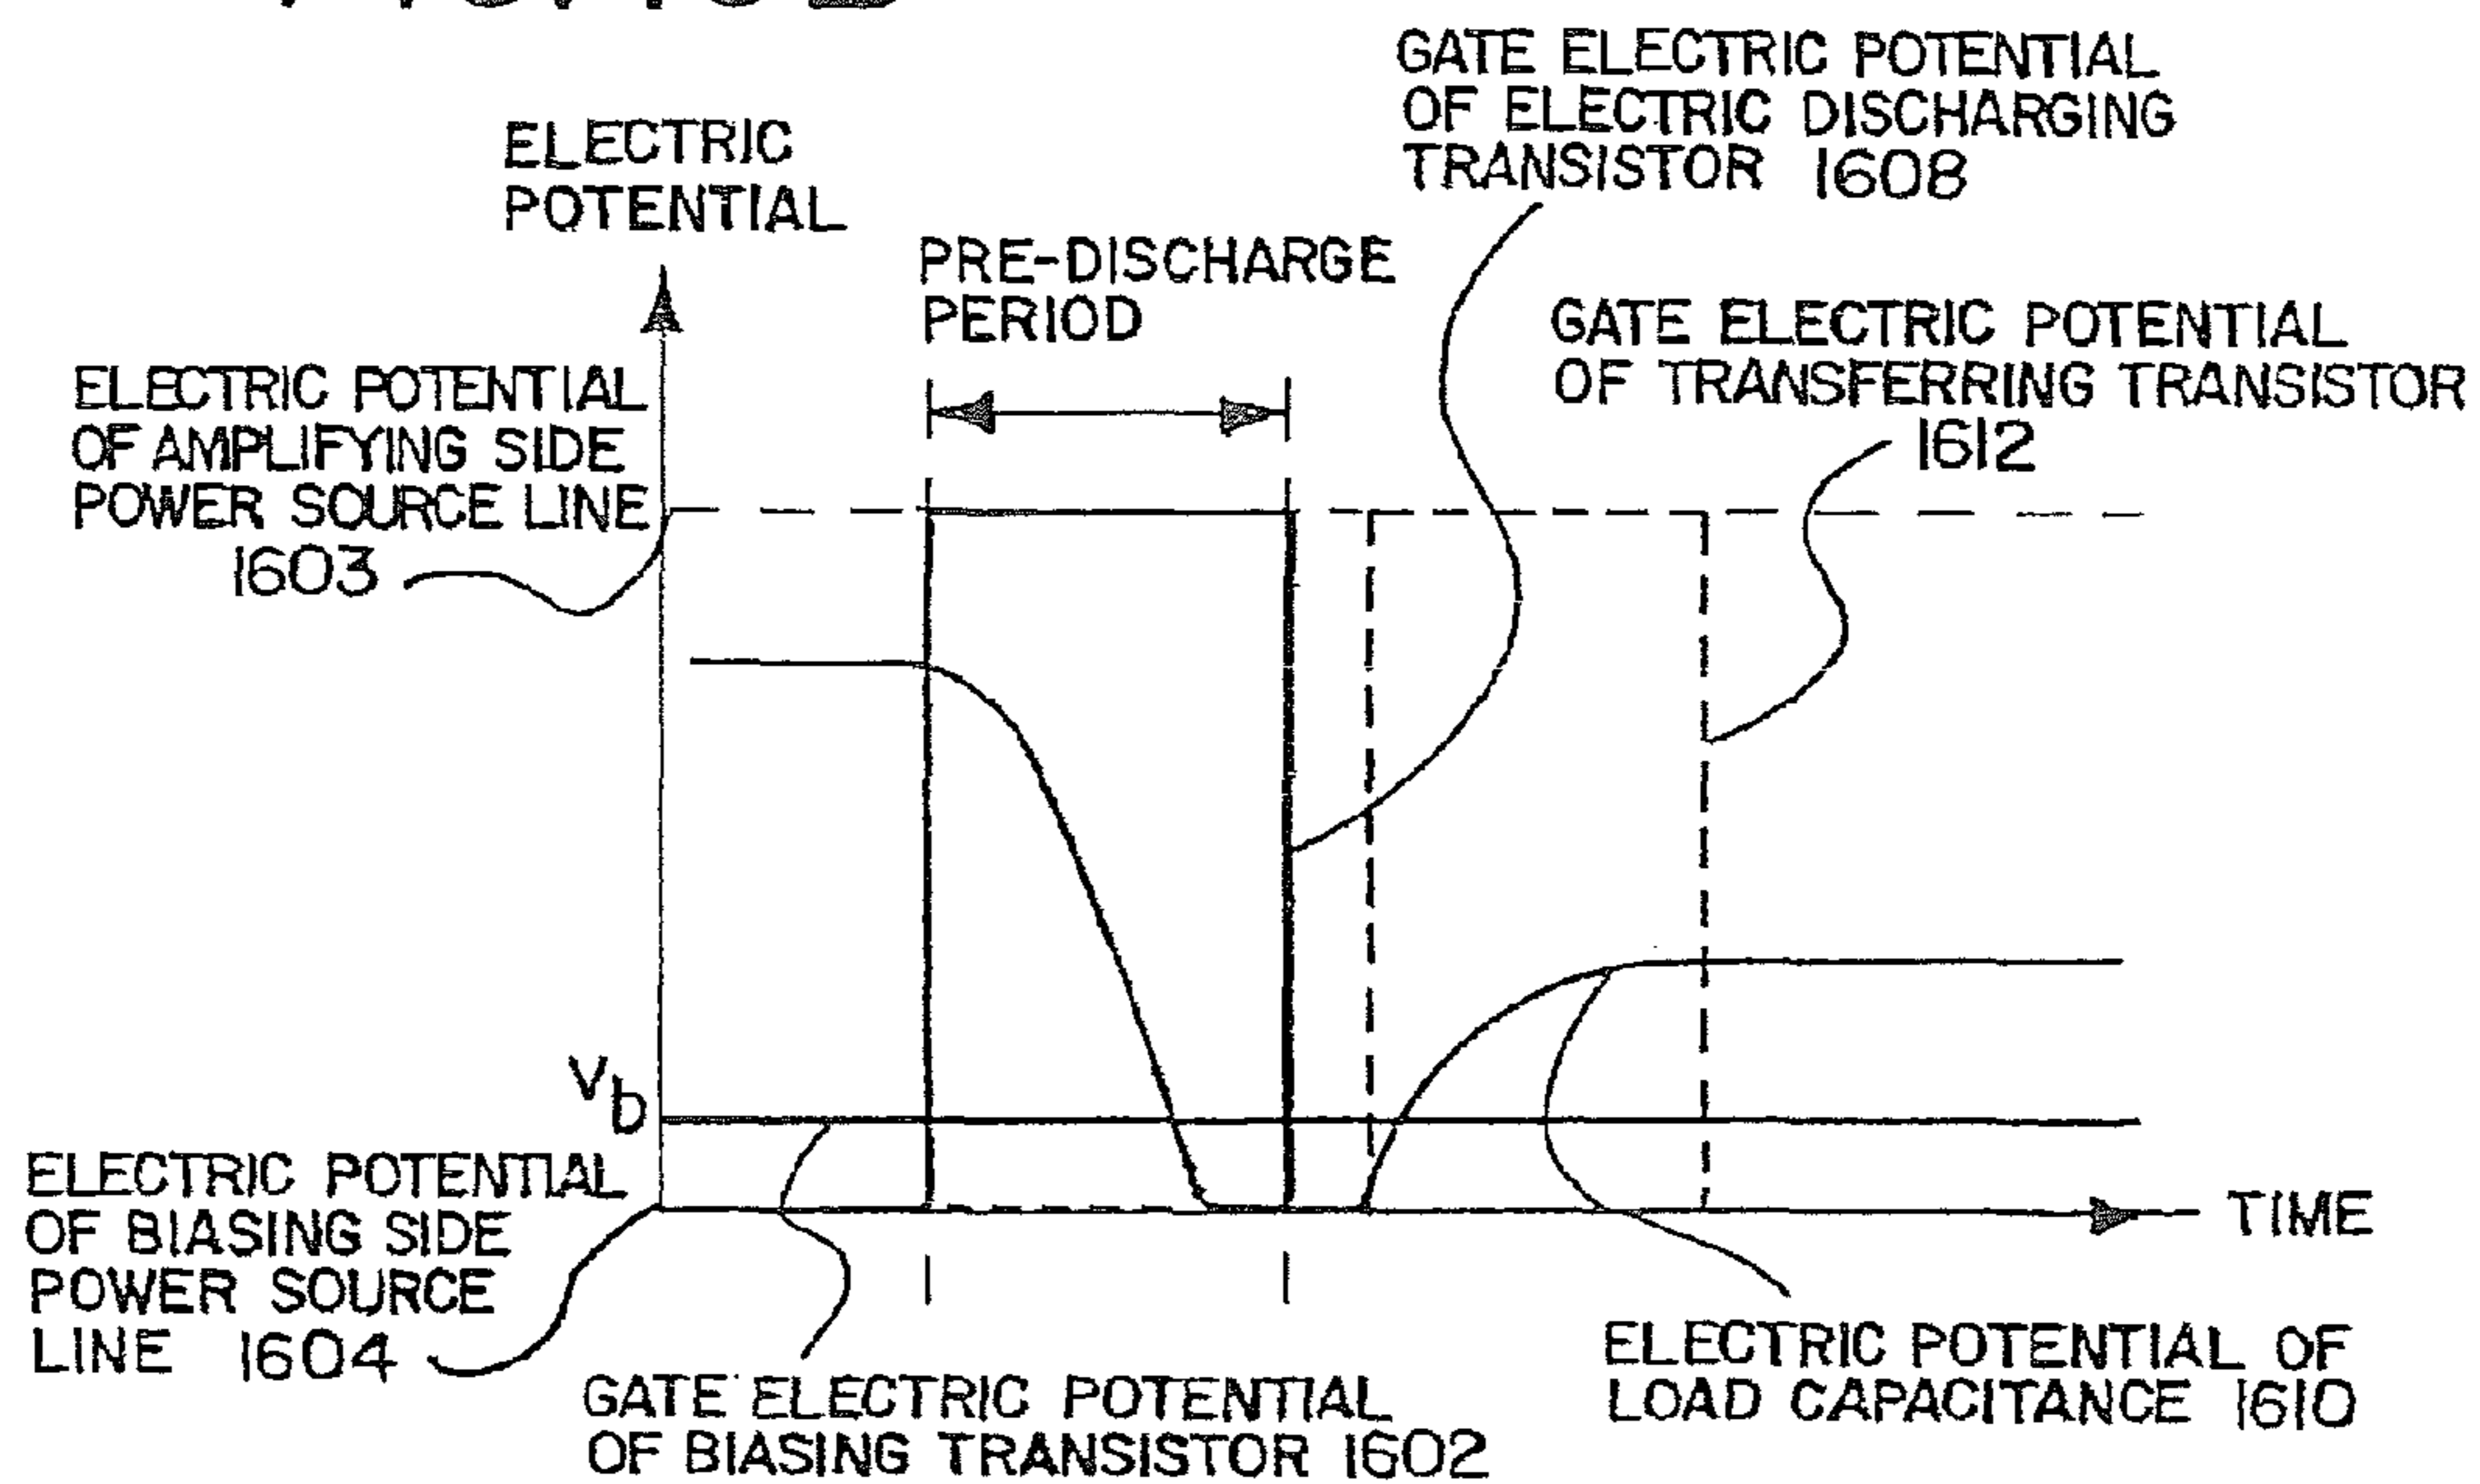 GATE ELECTRIC POTENTIAL
OF ELECTRIC DISCHARGING
TRANSISTOR 1608
ELECTRIC
POTENTIAL
PRE-DISCHARGE
PERIOD
GATE ELECTRIC POTENTIAL
OF TRANSFERRING TRANSISTOR
1612
ELECTRIC POTENTIAL
OF AMPLIFYING SIDE
POWER SOURCE LINE
1603
Vb
ELECTRIC POTENTIAL
OF BIASING SIDE
POWER SOURCE
LINE 1604
TIME
GATE ELECTRIC POTENTIAL
OF BIASING TRANSISTOR 1602
ELECTRIC POTENTIAL OF
LOAD CAPACITANCE 1610